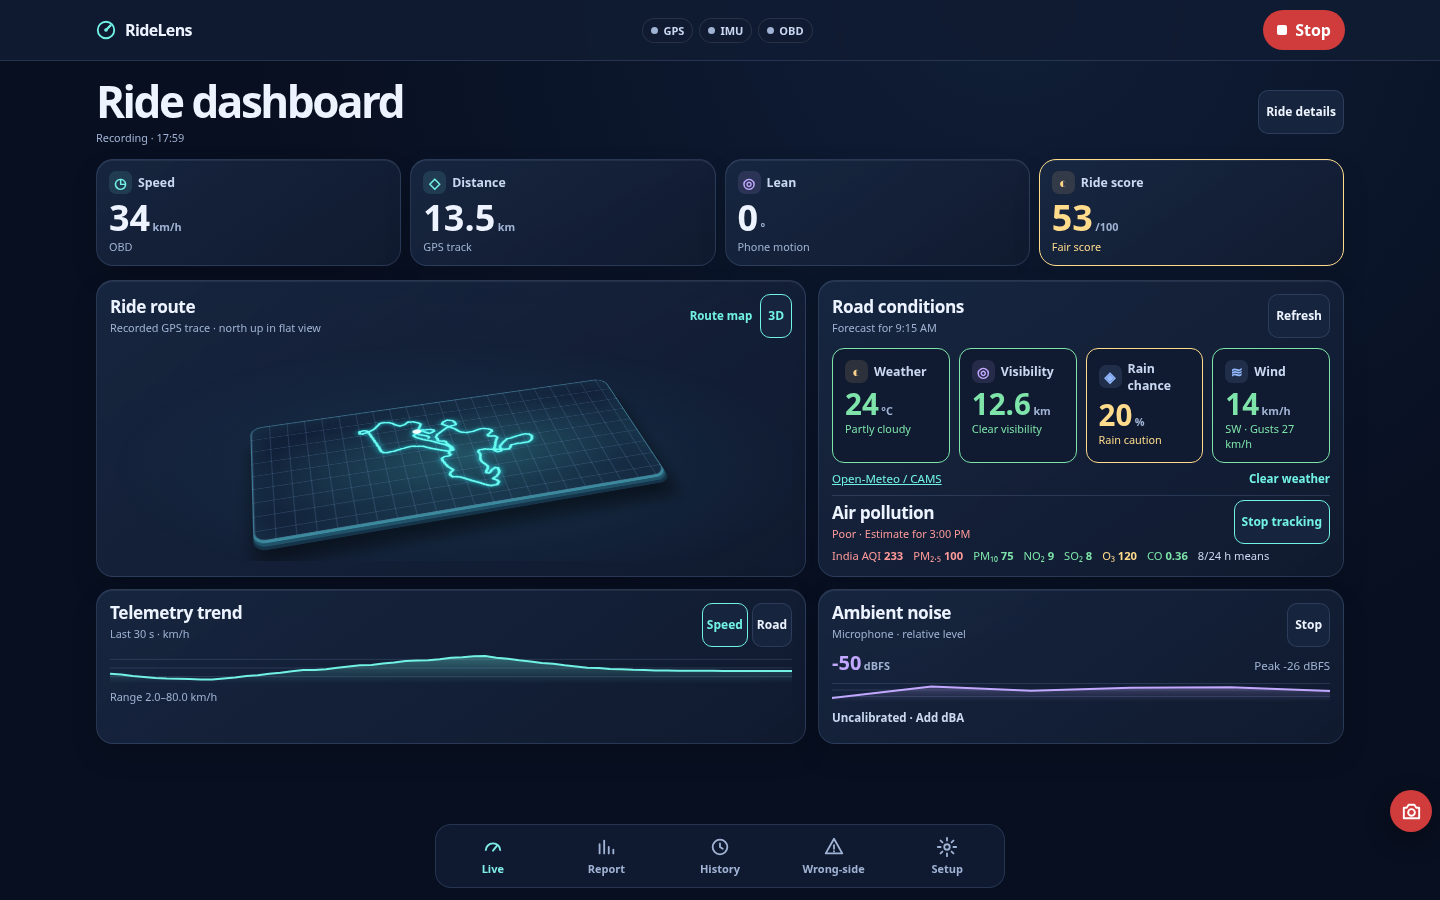 RideLens
GPS
IMU
OBD
Stop
Ride dashboard
Recording · 17:59
Ride details
Speed
34 km/h
OBD
Distance
13.5 km
GPS track
Lean
0 °
Phone motion
Ride score
53 /100
Fair score
Ride route
Recorded GPS trace · north up in flat view
Route map
3D
Road conditions
Forecast for 9:15 AM
Refresh
Weather
24 °C
Partly cloudy
Visibility
12.6 km
Clear visibility
Rain
chance
20 %
Rain caution
Wind
14 km/h
SW · Gusts 27
km/h
Open-Meteo / CAMS
Clear weather
Air pollution
Poor · Estimate for 3:00 PM
Stop tracking
India AQI 233 PM₂.₅ 100 PM₁₀ 75 NO₂ 9 SO₂ 8 O₃ 120 CO 0.36 8/24 h means
Telemetry trend
Last 30 s · km/h
Speed
Road
Range 2.0–80.0 km/h
Ambient noise
Microphone · relative level
Stop
-50 dBFS
Peak -26 dBFS
Uncalibrated · Add dBA
Live
Report
History
Wrong-side
Setup